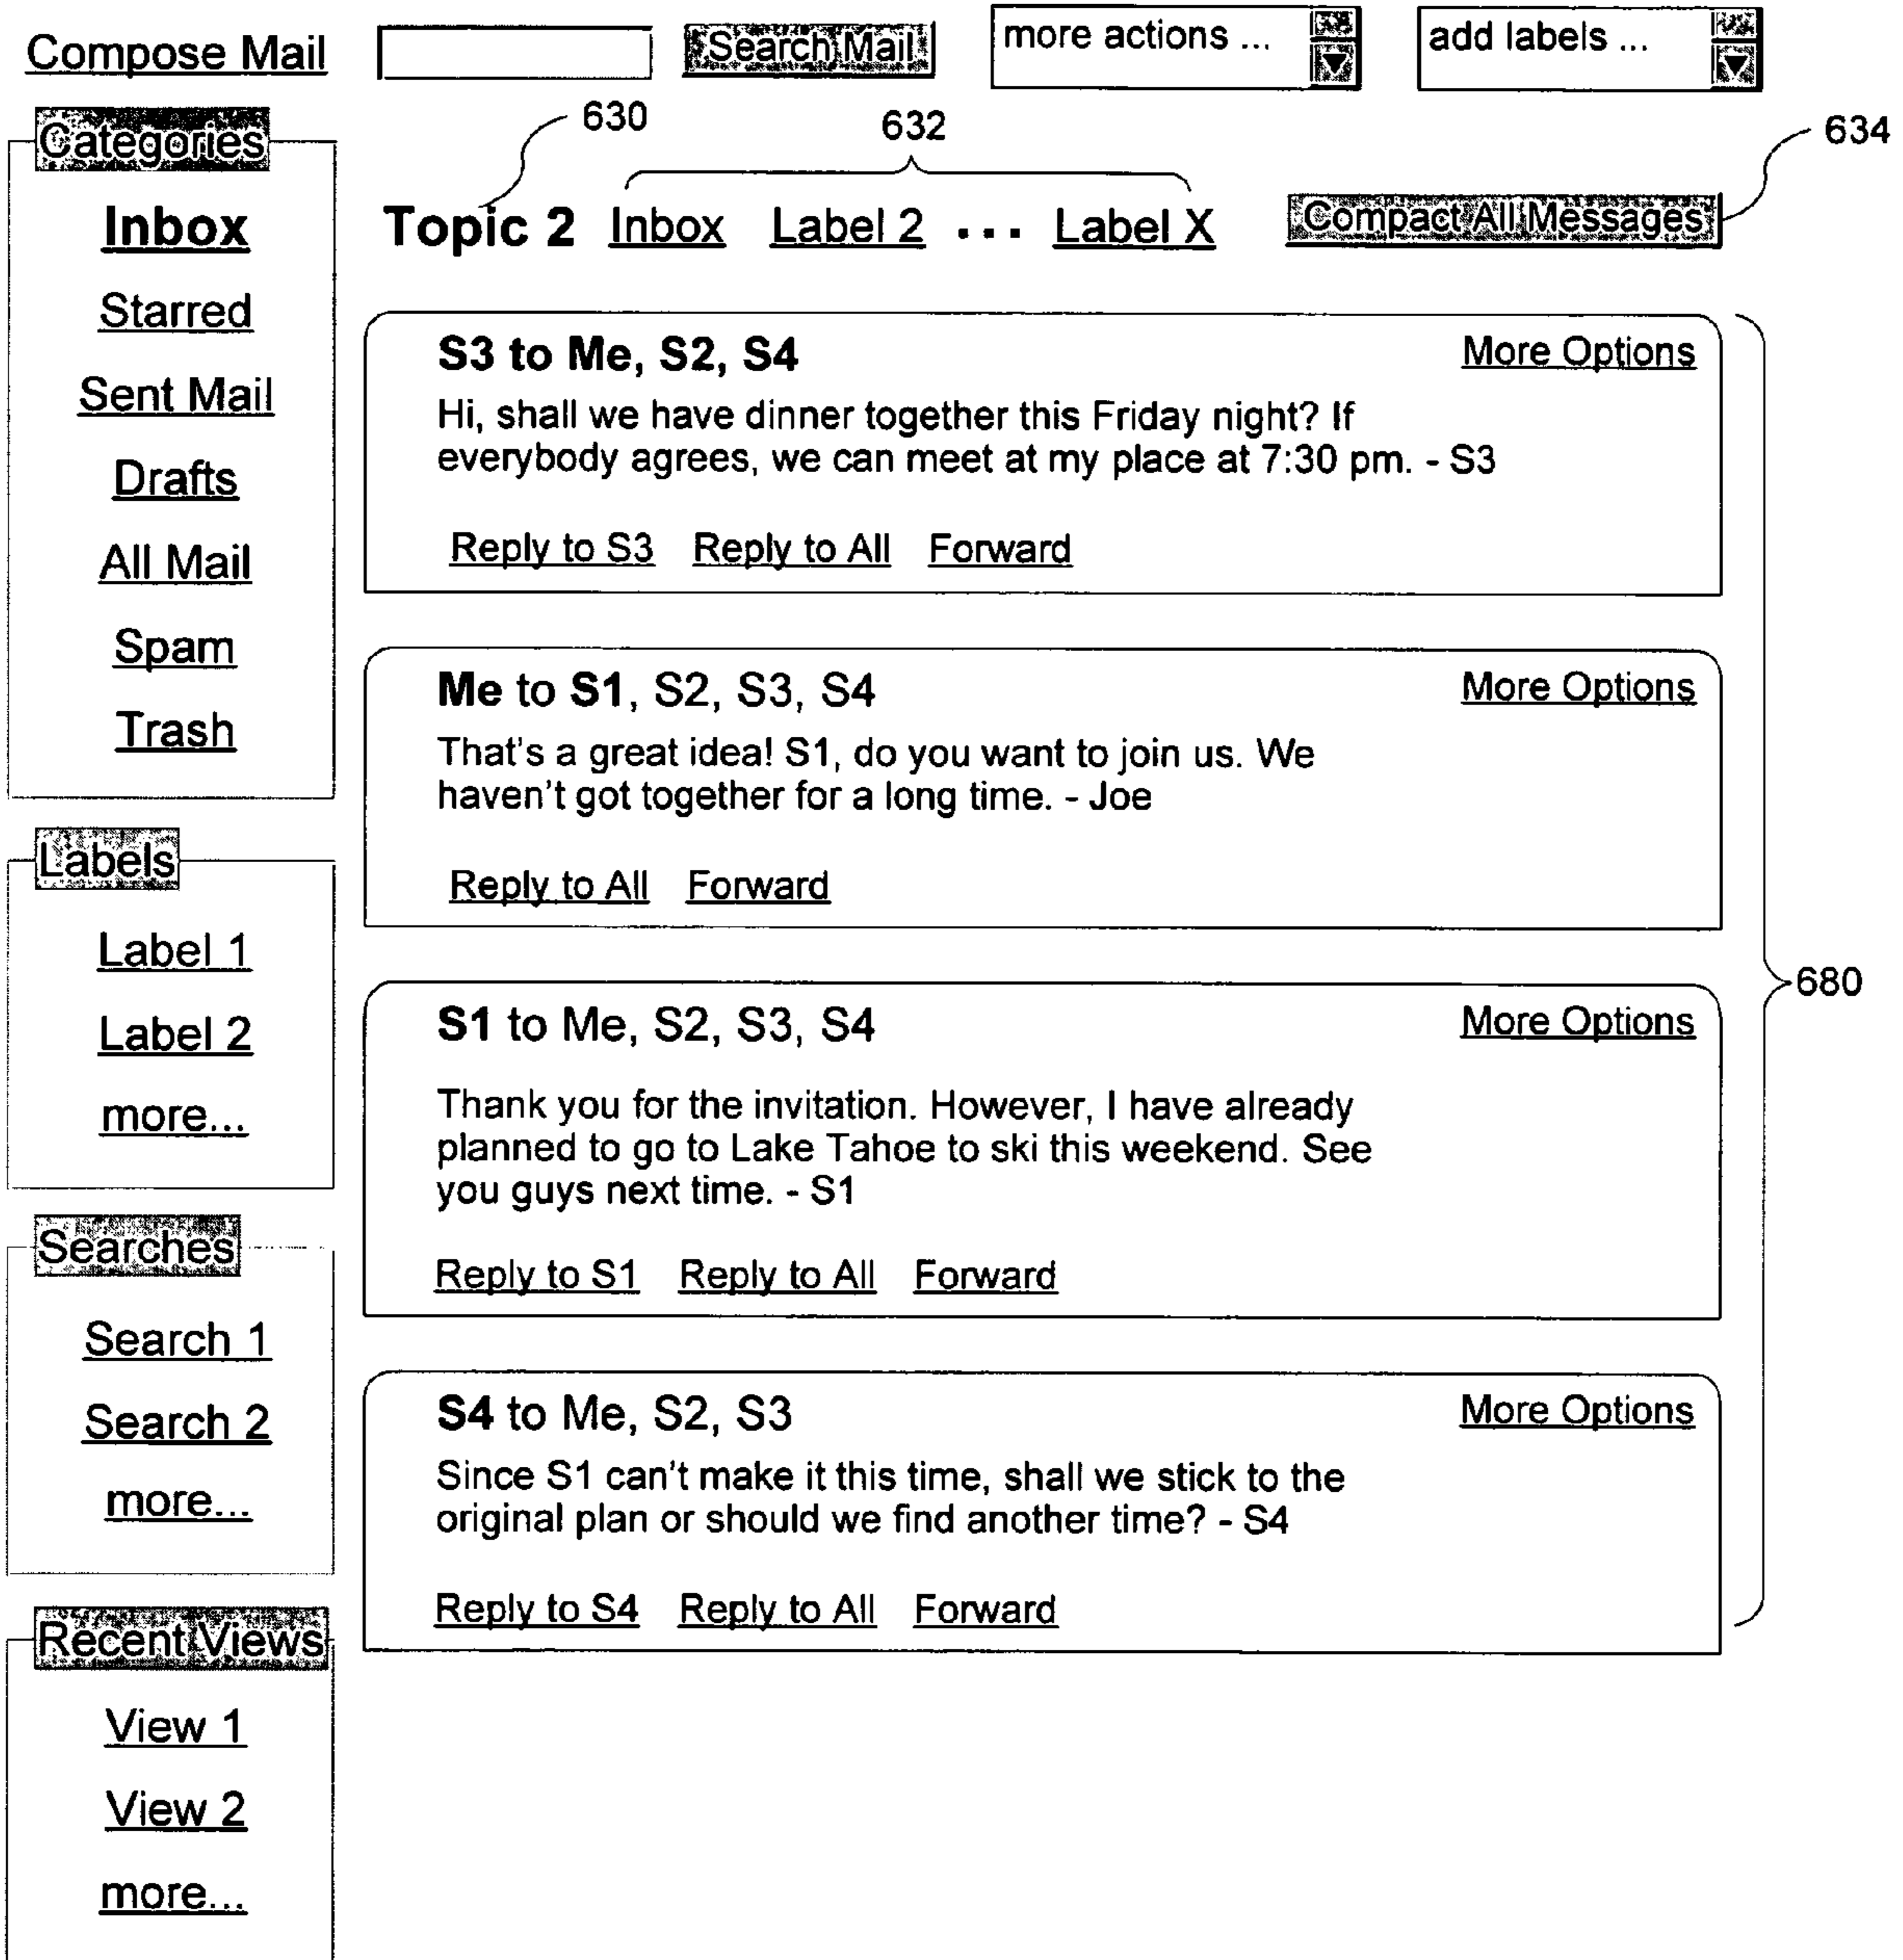 Compose Mail Search Mail more actions ... add labels ...
630 632 634
Categories
Inbox
Starred
Sent Mail
Drafts
All Mail
Spam
Trash
Labels
Label 1
Label 2
more...
Searches
Search 1
Search 2
more...
Recent Views
View 1
View 2
more...
Topic 2 Inbox Label 2 ... Label X Compact All Messages
S3 to Me, S2, S4 More Options
Hi, shall we have dinner together this Friday night? If
everybody agrees, we can meet at my place at 7:30 pm. - S3
Reply to S3 Reply to All Forward
Me to S1, S2, S3, S4 More Options
That's a great idea! S1, do you want to join us. We
haven't got together for a long time. - Joe
Reply to All Forward
680
S1 to Me, S2, S3, S4 More Options
Thank you for the invitation. However, I have already
planned to go to Lake Tahoe to ski this weekend. See
you guys next time. - S1
Reply to S1 Reply to All Forward
S4 to Me, S2, S3 More Options
Since S1 can't make it this time, shall we stick to the
original plan or should we find another time? - S4
Reply to S4 Reply to All Forward